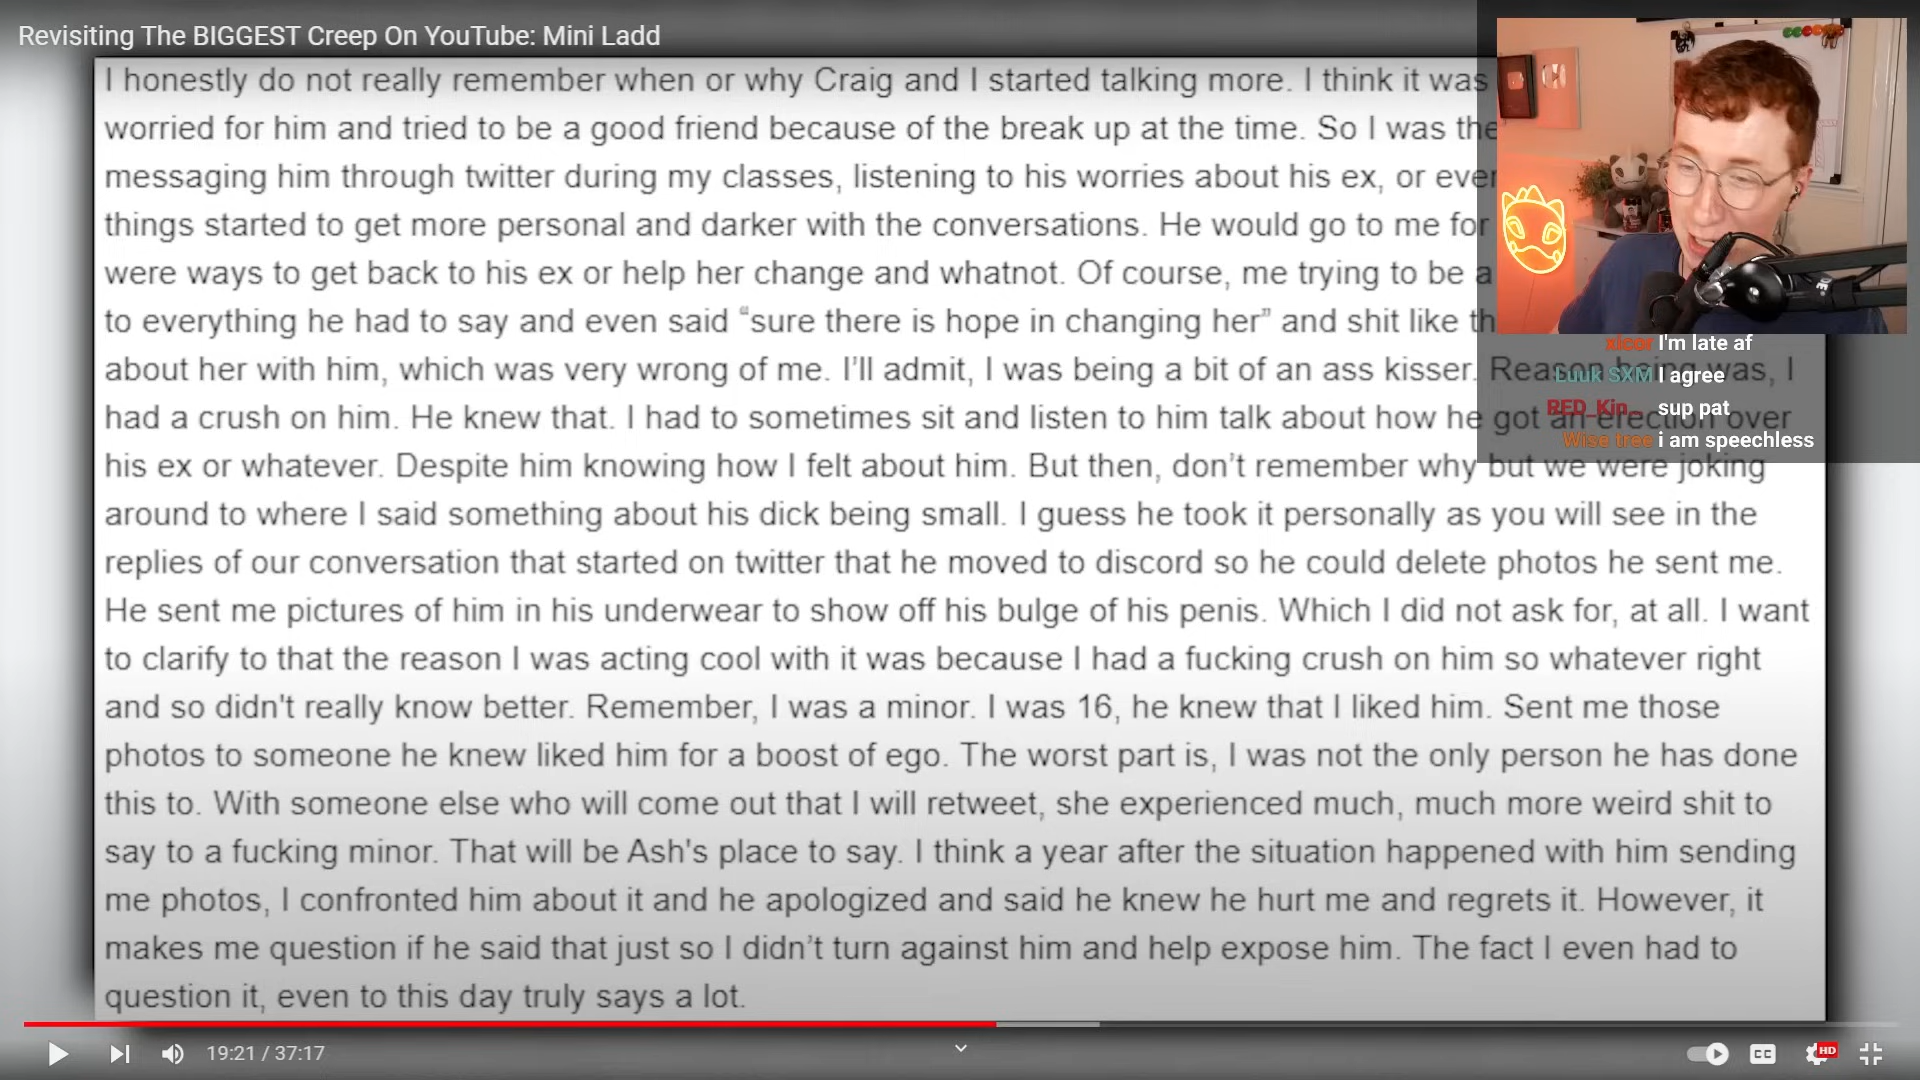 Revisiting The BIGGEST Creep On YouTube: Mini Ladd
I honestly do not really remember when or why Craig and I started talking more. I think it was
worried for him and tried to be a good friend because of the break up at the time. So I was
messaging him through twitter during my classes, listening to his worries about his ex, or
things started to get more personal and darker with the conversations. He would go to me for
were ways to get back to his ex or help her change and whatnot. Of course, me trying to be a
to everything he had to say and even said “sure there is hope in changing her” and shit like
about her with him, which was very wrong of me. I’ll admit, I was being a bit of an ass kisser. Reason being was, I
had a crush on him. He knew that. I had to sometimes sit and listen to him talk about how he got an erection over
his ex or whatever. Despite him knowing how I felt about him. But then, don’t remember why but we were joking
around to where I said something about his dick being small. I guess he took it personally as you will see in the
replies of our conversation that started on twitter that he moved to discord so he could delete photos he sent me.
He sent me pictures of him in his underwear to show off his bulge of his penis. Which I did not ask for, at all. I want
to clarify to that the reason I was acting cool with it was because I had a fucking crush on him so whatever right
and so didn't really know better. Remember, I was a minor. I was 16, he knew that I liked him. Sent me those
photos to someone he knew liked him for a boost of ego. The worst part is, I was not the only person he has done
this to. With someone else who will come out that I will retweet, she experienced much, much more weird shit to
say to a fucking minor. That will be Ash's place to say. I think a year after the situation happened with him sending
me photos, I confronted him about it and he apologized and said he knew he hurt me and regrets it. However, it
makes me question if he said that just so I didn’t turn against him and help expose him. The fact I even had to
question it, even to this day truly says a lot.
xicor I'm late af
Luuk SXM I agree
RED_Kin... sup pat
Wise tree i am speechless
19:21 / 37:17
CC
HD